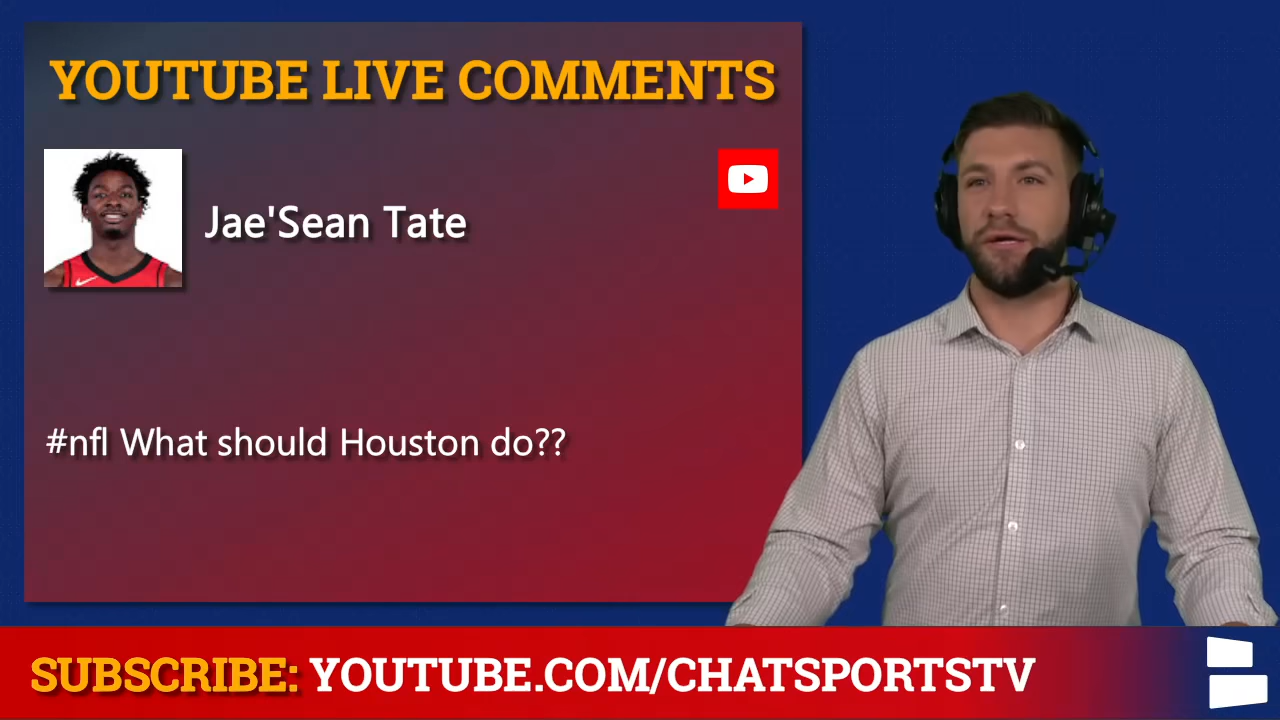 YOUTUBE LIVE COMMENTS
Jae'Sean Tate
#nfl What should Houston do??
SUBSCRIBE: YOUTUBE.COM/CHATSPORTSTV